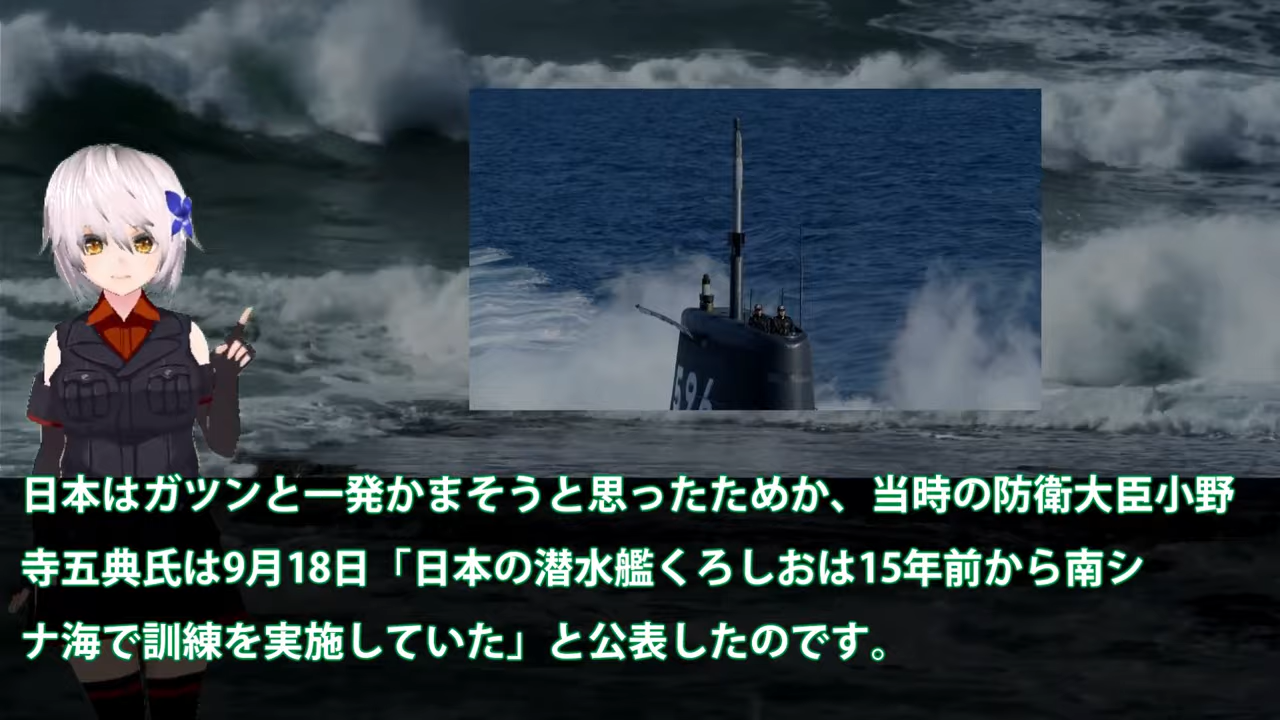 596
日本はガツンと一発かまそうと思ったためか、当時の防衛大臣小野
寺五典氏は9月18日「日本の潜水艦くろしおは15年前から南シ
ナ海で訓練を実施していた」と公表したのです。